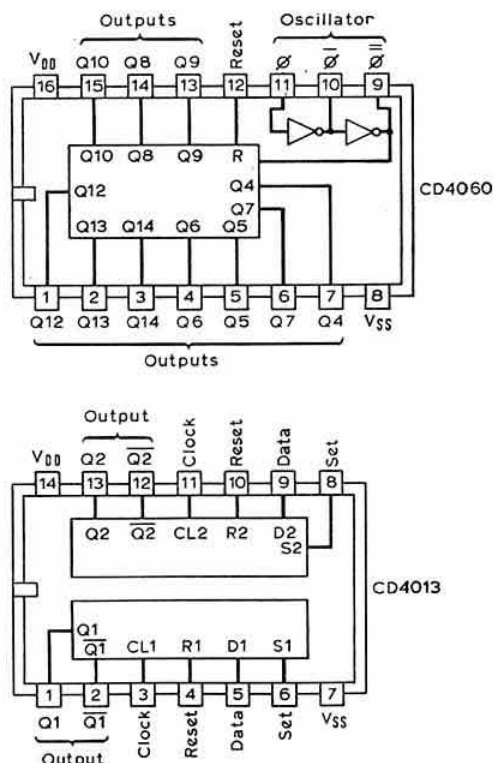 Outputs
Oscillator
V_DD Q10 Q8 Q9 Reset ∅ ∅̅ ∅̿
16 15 14 13 12 11 10 9
Q10 Q8 Q9 R
Q12
Q4
Q7
Q13 Q14 Q6 Q5
CD4060
1 2 3 4 5 6 7 8
Q12 Q13 Q14 Q6 Q5 Q7 Q4 V_SS
Outputs
Output
V_DD Q2 Q̅2̅ Clock Reset Data Set
14 13 12 11 10 9 8
Q2 Q̅2̅ CL2 R2 D2
S2
CD4013
Q1
Q̅1̅ CL1 R1 D1 S1
1 2 3 4 5 6 7
Q1 Q̅1̅ Clock Reset Data Set V_SS
Output